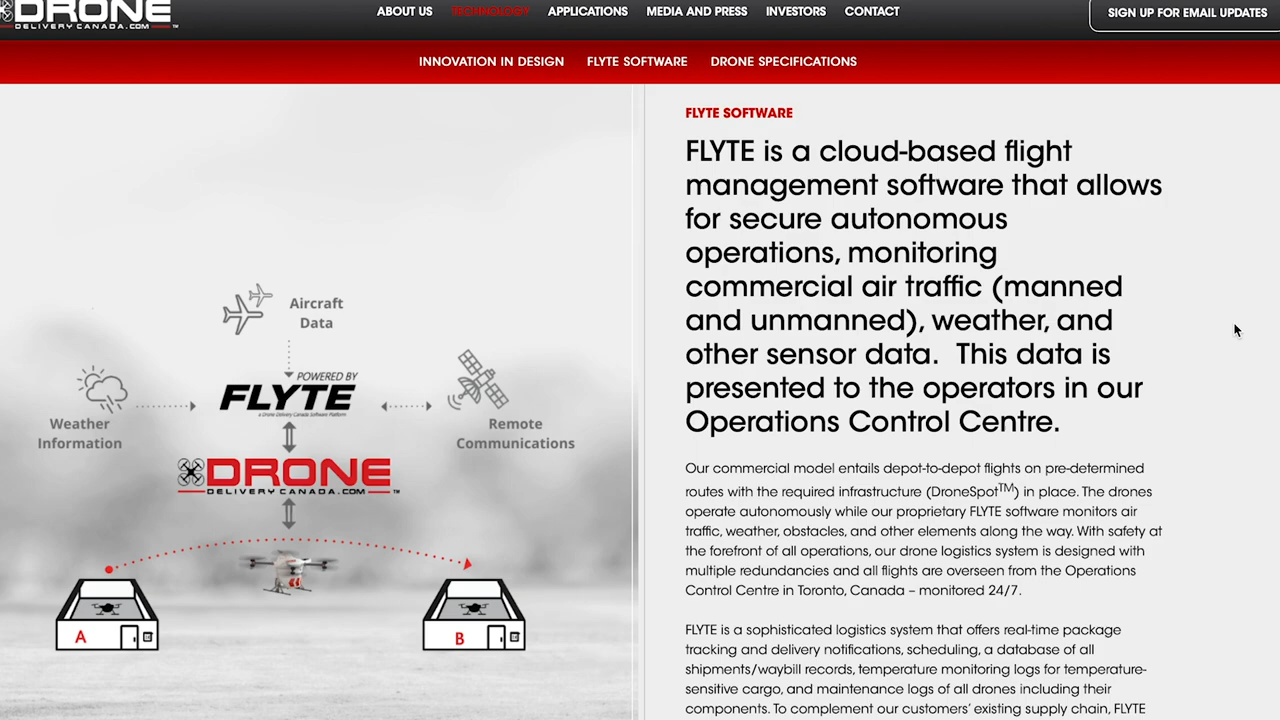 DRONE
DELIVERY CANADA.COM ™
ABOUT US
TECHNOLOGY
APPLICATIONS
MEDIA AND PRESS
INVESTORS
CONTACT
SIGN UP FOR EMAIL UPDATES
INNOVATION IN DESIGN
FLYTE SOFTWARE
DRONE SPECIFICATIONS
Aircraft
Data
POWERED BY
FLYTE
a Drone Delivery Canada Software Platform
Weather
Information
Remote
Communications
DRONE
DELIVERY CANADA.COM ™
A
B
FLYTE SOFTWARE
FLYTE is a cloud-based flight
management software that allows
for secure autonomous
operations, monitoring
commercial air traffic (manned
and unmanned), weather, and
other sensor data. This data is
presented to the operators in our
Operations Control Centre.
Our commercial model entails depot-to-depot flights on pre-determined
routes with the required infrastructure (DroneSpot™) in place. The drones
operate autonomously while our proprietary FLYTE software monitors air
traffic, weather, obstacles, and other elements along the way. With safety at
the forefront of all operations, our drone logistics system is designed with
multiple redundancies and all flights are overseen from the Operations
Control Centre in Toronto, Canada – monitored 24/7.
FLYTE is a sophisticated logistics system that offers real-time package
tracking and delivery notifications, scheduling, a database of all
shipments/waybill records, temperature monitoring logs for temperature-
sensitive cargo, and maintenance logs of all drones including their
components. To complement our customers' existing supply chain, FLYTE